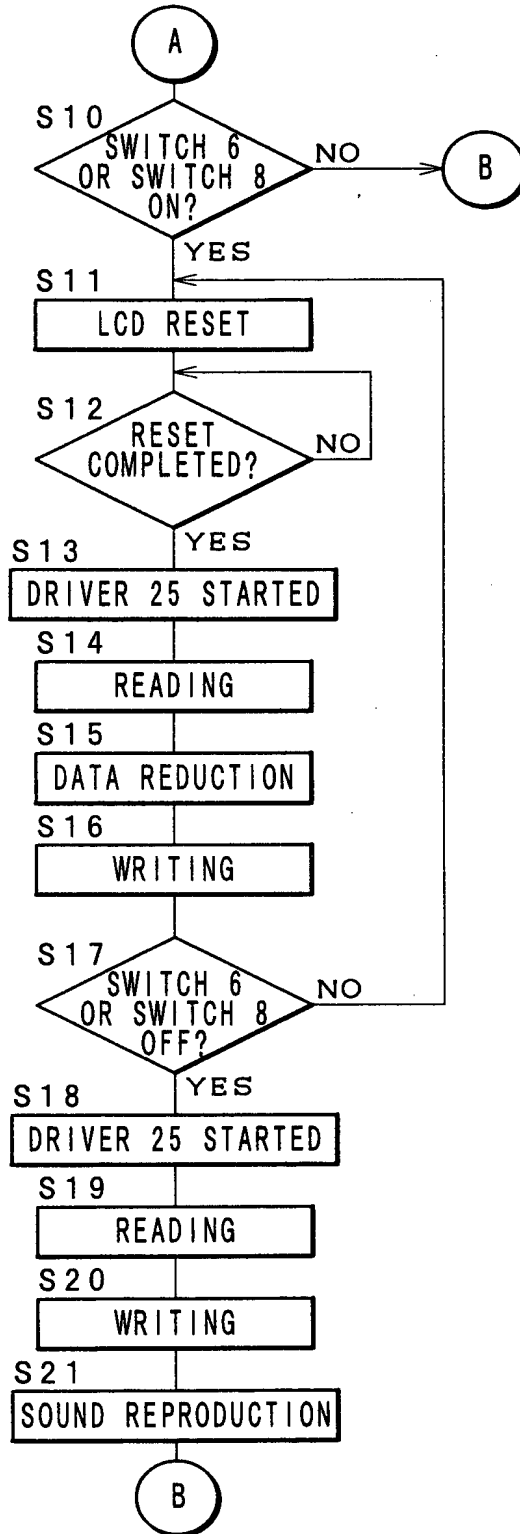 A
S10
SWITCH 6
OR SWITCH 8
ON?
NO
B
YES
S11
LCD RESET
S12
RESET
COMPLETED?
NO
YES
S13
DRIVER 25 STARTED
S14
READING
S15
DATA REDUCTION
S16
WRITING
S17
SWITCH 6
OR SWITCH 8
OFF?
NO
YES
S18
DRIVER 25 STARTED
S19
READING
S20
WRITING
S21
SOUND REPRODUCTION
B